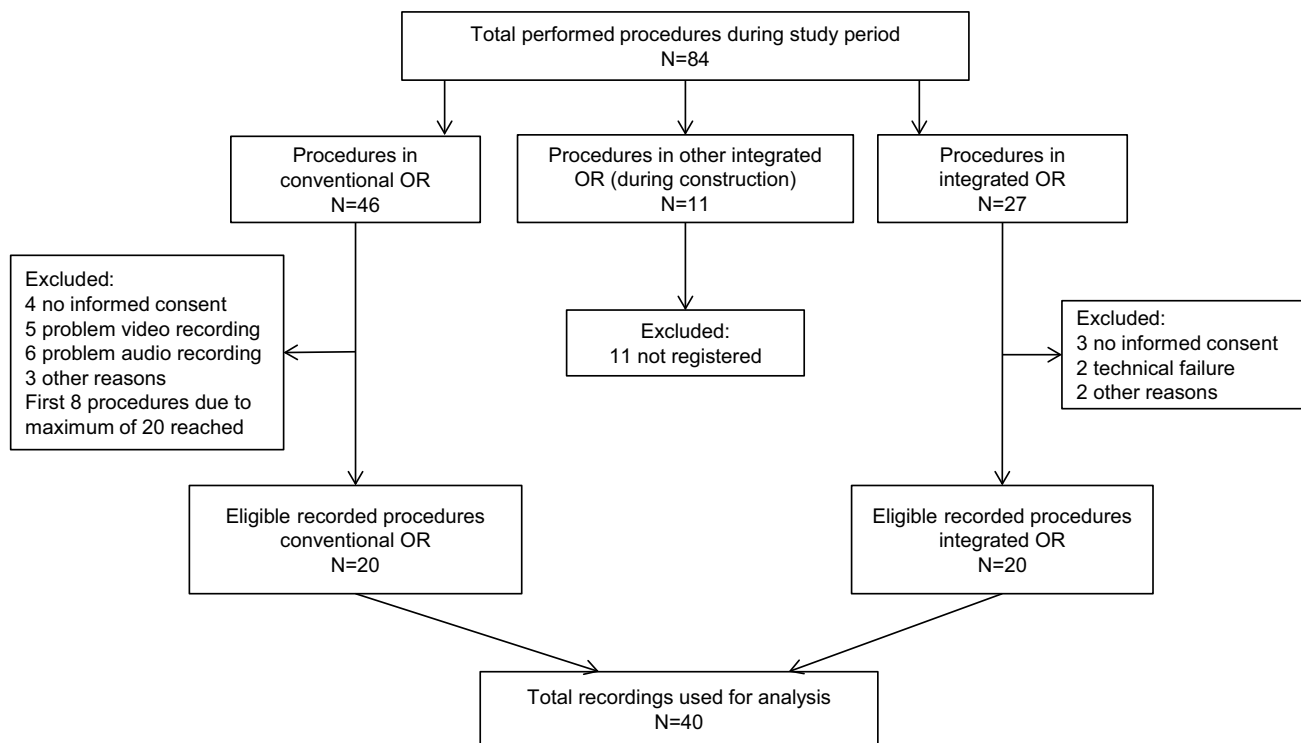 Total performed procedures during study period
N=84
Procedures in
conventional OR
N=46
Procedures in other integrated
OR (during construction)
N=11
Procedures in
integrated OR
N=27
Excluded:
4 no informed consent
5 problem video recording
6 problem audio recording
3 other reasons
First 8 procedures due to
maximum of 20 reached
Excluded:
11 not registered
Excluded:
3 no informed consent
2 technical failure
2 other reasons
Eligible recorded procedures
conventional OR
N=20
Eligible recorded procedures
integrated OR
N=20
Total recordings used for analysis
N=40